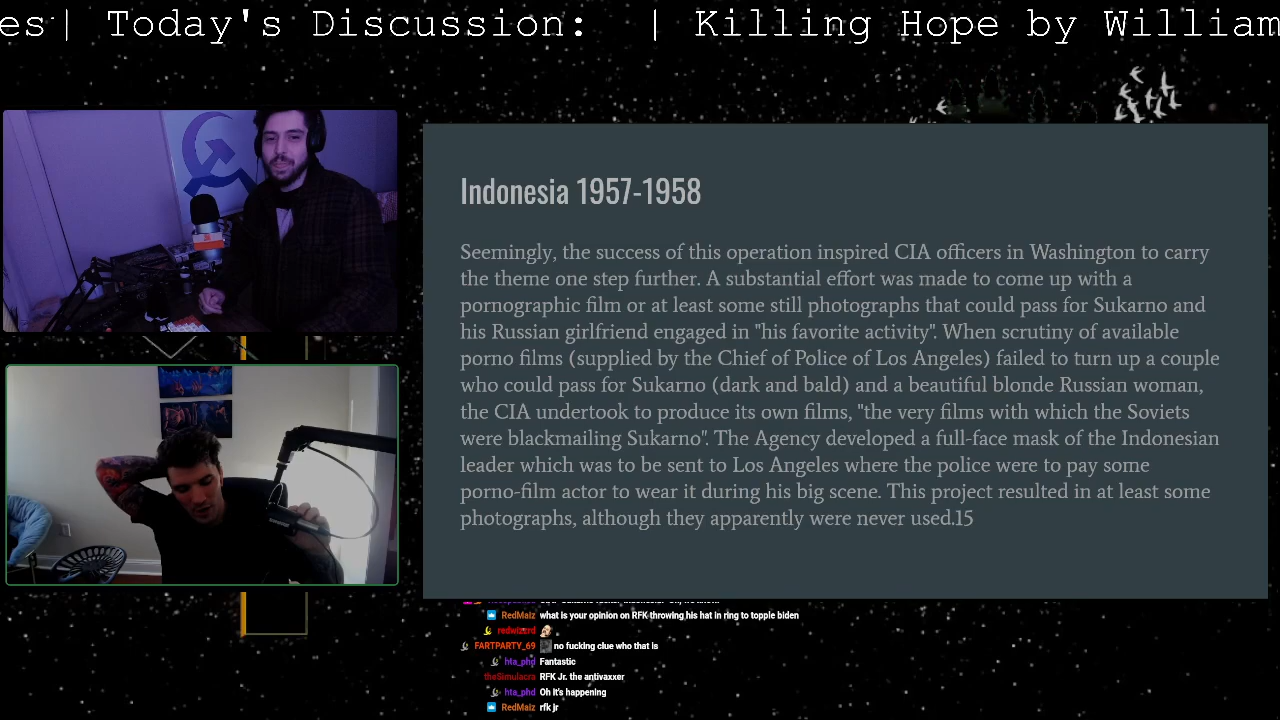 es| Today's Discussion:  | Killing Hope by William
Indonesia 1957-1958
Seemingly, the success of this operation inspired CIA officers in Washington to carry
the theme one step further. A substantial effort was made to come up with a
pornographic film or at least some still photographs that could pass for Sukarno and
his Russian girlfriend engaged in "his favorite activity". When scrutiny of available
porno films (supplied by the Chief of Police of Los Angeles) failed to turn up a couple
who could pass for Sukarno (dark and bald) and a beautiful blonde Russian woman,
the CIA undertook to produce its own films, "the very films with which the Soviets
were blackmailing Sukarno". The Agency developed a full-face mask of the Indonesian
leader which was to be sent to Los Angeles where the police were to pay some
porno-film actor to wear it during his big scene. This project resulted in at least some
photographs, although they apparently were never used.15
RedMaiz what is your opinion on RFK throwing his hat in ring to topple biden
redwizard
FARTPARTY_69 no fucking clue who that is
hta_phd Fantastic
theSimulacra RFK Jr. the antivaxxer
hta_phd Oh it's happening
RedMaiz rfk jr